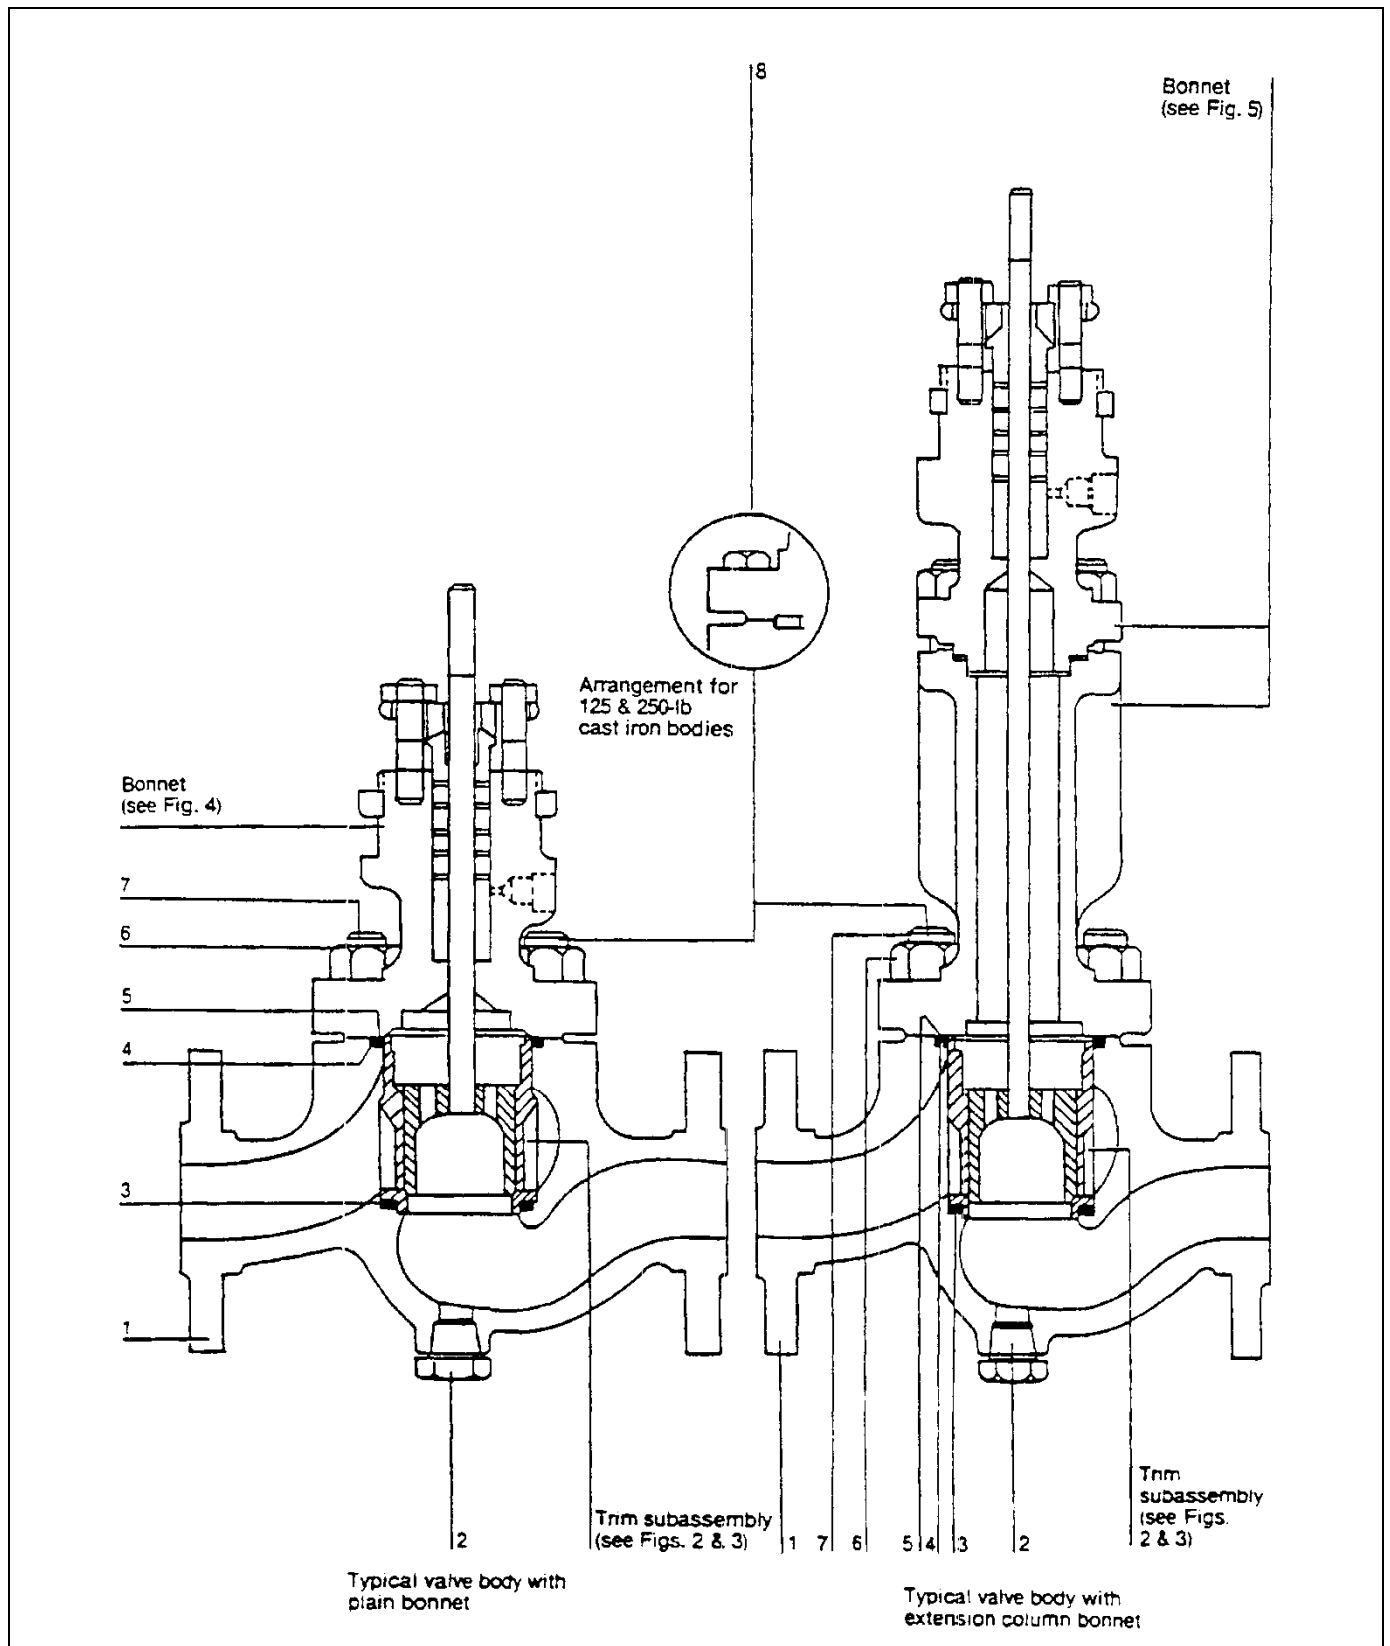 8
Bonnet
(see Fig. 5)
Arrangement for
125 & 250-lb
cast iron bodies
Bonnet
(see Fig. 4)
7
6
5
4
3
1
2
Trim subassembly
(see Figs. 2 & 3)
1
7
6
5
4
3
2
Trim
subassembly
(see Figs.
2 & 3)
Typical valve body with
plain bonnet
Typical valve body with
extension column bonnet